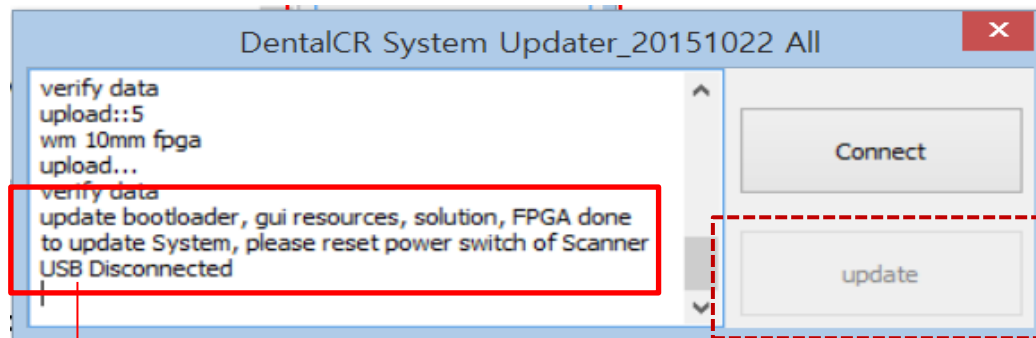 DentalCR System Updater_20151022 All
verify data
upload::5
wm 10mm fpga
upload...
verify data
update bootloader, gui resources, solution, FPGA done
to update System, please reset power switch of Scanner
USB Disconnected
Connect
update